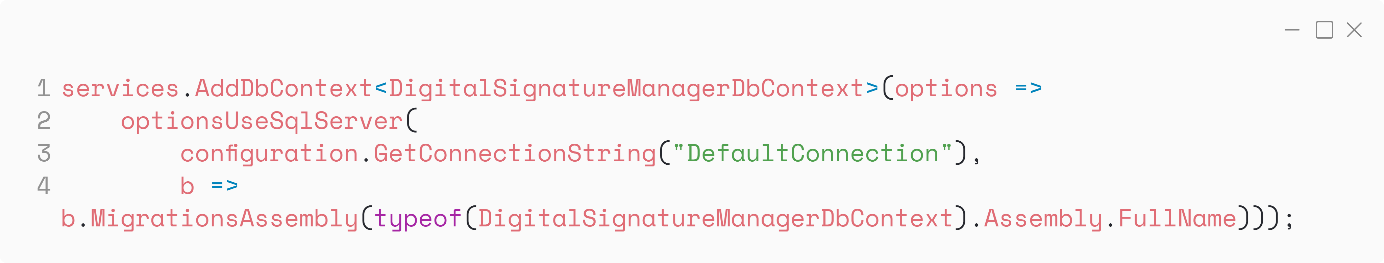 1 services.AddDbContext<DigitalSignatureManagerDbContext>(options =>
2     optionsUseSqlServer(
3         configuration.GetConnectionString("DefaultConnection"),
4         b =>
b.MigrationsAssembly(typeof(DigitalSignatureManagerDbContext).Assembly.FullName)));